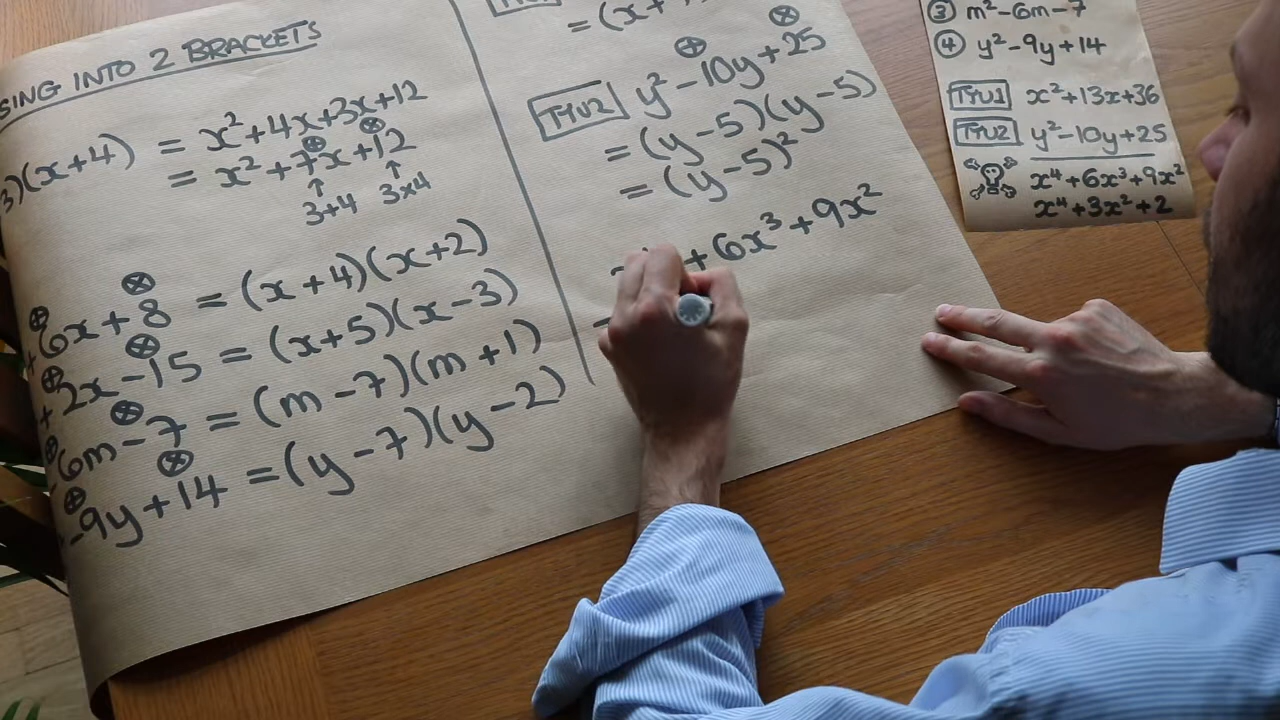 SING INTO 2 BRACKETS
3)(x+4) = x²+4x+3x+12
= x²+7x+12
3+4 3×4
6x+8 = (x+4)(x+2)
+2x-15 = (x+5)(x-3)
6m-7 = (m-7)(m+1)
-9y+14 = (y-7)(y-2)
= (x+
TYU2 y²-10y+25
= (y-5)(y-5)
= (y-5)²
+6x³+9x²
=
③ m²-6m-7
④ y²-9y+14
TYU1 x²+13x+36
TYU2 y²-10y+25
x⁴+6x³+9x²
x⁴+3x²+2